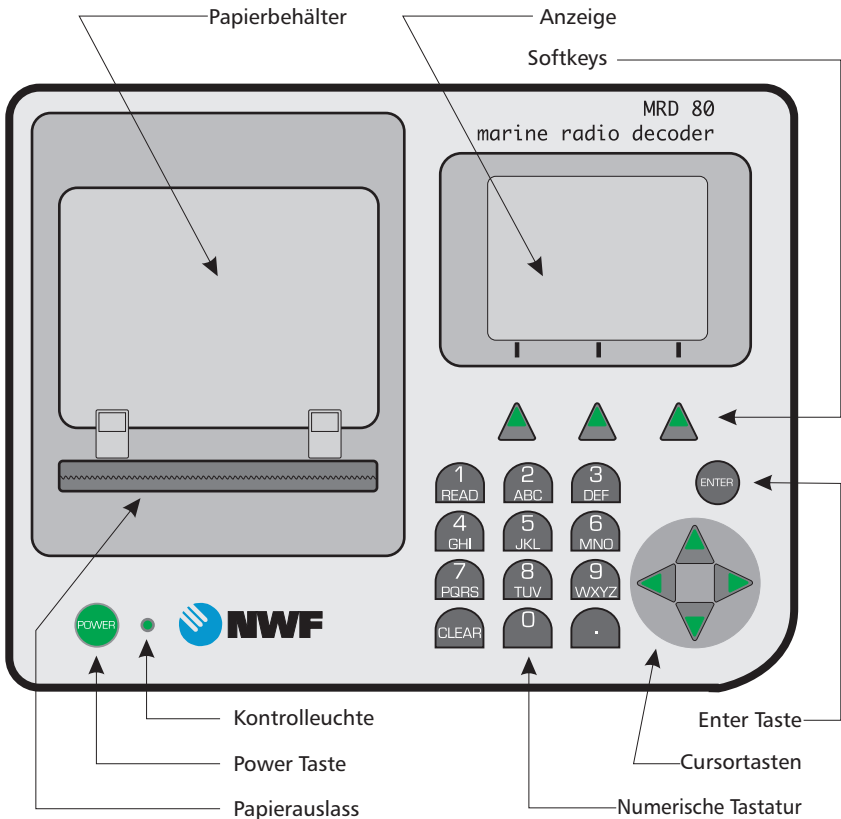 Papierbehälter
Anzeige
Softkeys
MRD 80
marine radio decoder
1
READ
2
ABC
3
DEF
ENTER
4
GHI
5
JKL
6
MNO
7
PQRS
8
TUV
9
WXYZ
POWER
NWF
CLEAR
0
.
Kontrolleuchte
Enter Taste
Power Taste
Cursortasten
Papierauslass
Numerische Tastatur